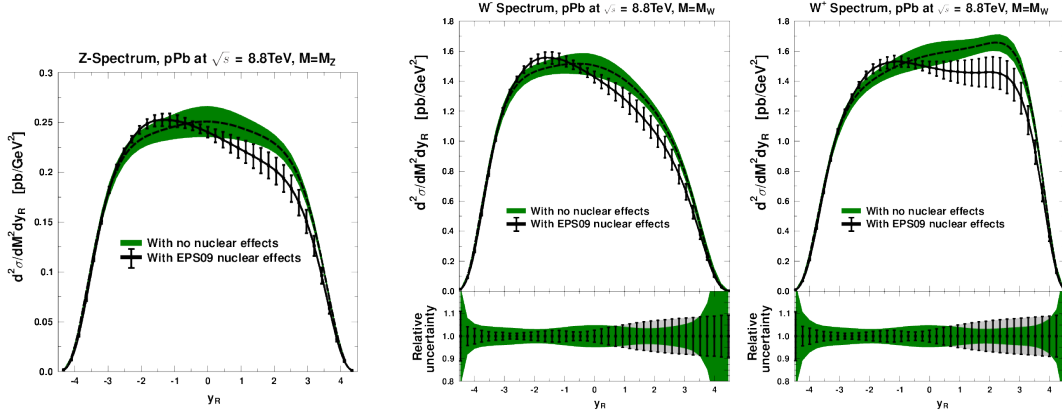 Z-Spectrum, pPb at √s = 8.8TeV, M=M_Z
d²σ/dM²dy_R [pb/GeV²]
0.3
0.25
0.2
0.15
0.1
0.05
0.0
With no nuclear effects
With EPS09 nuclear effects
-4 -3 -2 -1 0 1 2 3 4
y_R
W⁻ Spectrum, pPb at √s = 8.8TeV, M=M_W
d²σ/dM²dy_R [pb/GeV²]
1.8
1.6
1.4
1.2
1.0
0.8
0.6
0.4
0.2
0.0
With no nuclear effects
With EPS09 nuclear effects
Relative
uncertainty
1.1
1.0
0.9
0.8
-4 -3 -2 -1 0 1 2 3 4
y_R
W⁺ Spectrum, pPb at √s = 8.8TeV, M=M_W
d²σ/dM²dy_R [pb/GeV²]
1.8
1.6
1.4
1.2
1.0
0.8
0.6
0.4
0.2
0.0
With no nuclear effects
With EPS09 nuclear effects
Relative
uncertainty
1.1
1.0
0.9
0.8
-4 -3 -2 -1 0 1 2 3 4
y_R